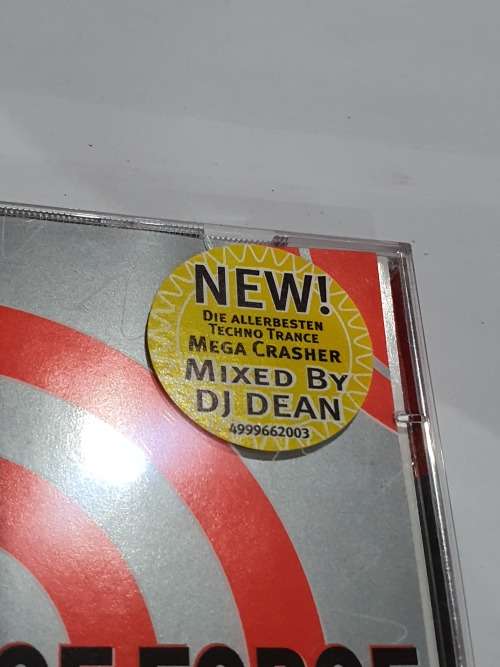 NEW!
DIE ALLERBESTEN
TECHNO TRANCE
MEGA CRASHER
MIXED BY
DJ DEAN
4999662003